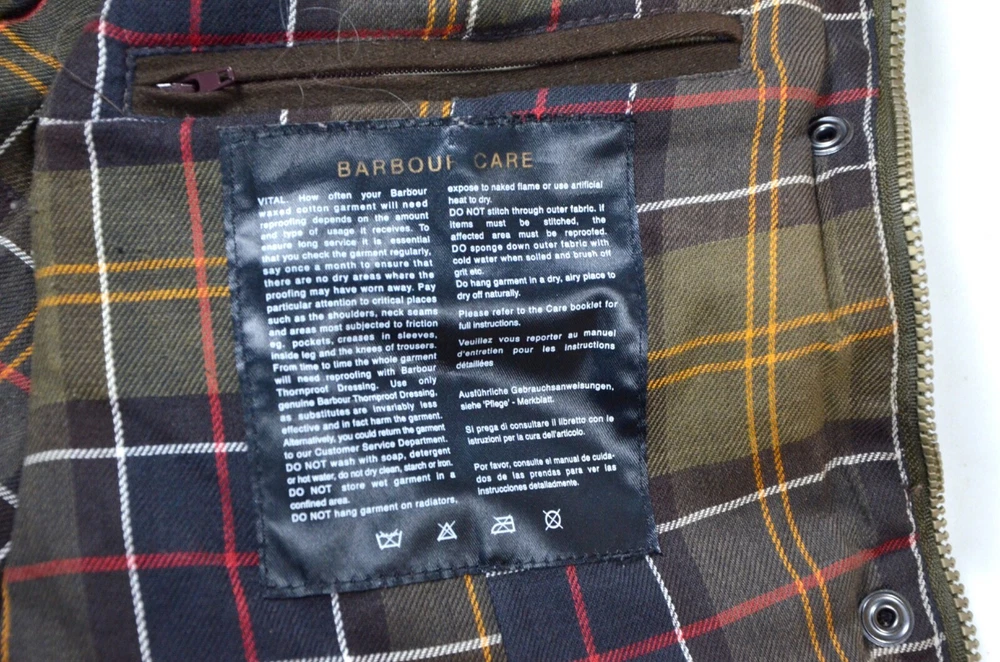 BARBOUR CARE
VITAL. How often your Barbour
waxed cotton garment will need
reproofing depends on the amount
and type of usage it receives. To
ensure long service it is essential
that you check the garment regularly,
say once a month to ensure that
there are no dry areas where the
proofing may have worn away. Pay
particular attention to critical places
such as the shoulders, neck seams
and areas most subjected to friction
eg. pockets, creases in sleeves,
inside leg and the knees of trousers.
From time to time the whole garment
will need reproofing with Barbour
Thornproof Dressing. Use only
genuine Barbour Thornproof Dressing,
as substitutes are invariably less
effective and in fact harm the garment.
Alternatively, you could return the garment
to our Customer Service Department.
DO NOT wash with soap, detergent
or hot water, do not dry clean, starch or iron.
DO NOT store wet garment in a
confined area.
DO NOT hang garment on radiators,
expose to naked flame or use artificial
heat to dry.
DO NOT stitch through outer fabric. If
items must be stitched, the
affected area must be reproofed.
DO sponge down outer fabric with
cold water when soiled and brush off
grit etc.
Do hang garment in a dry, airy place to
dry off naturally.
Please refer to the Care booklet for
full instructions.
Veuillez vous reporter au manuel
d'entretien pour les instructions
détaillées
Ausführliche Gebrauchsanweisungen,
siehe 'Pflege' - Merkblatt.
Si prega di consultare il libretto con le
istruzioni per la cura dell'articolo.
Por favor, consulte el manual de cuida-
dos de las prendas para ver las
instrucciones detalladamente.